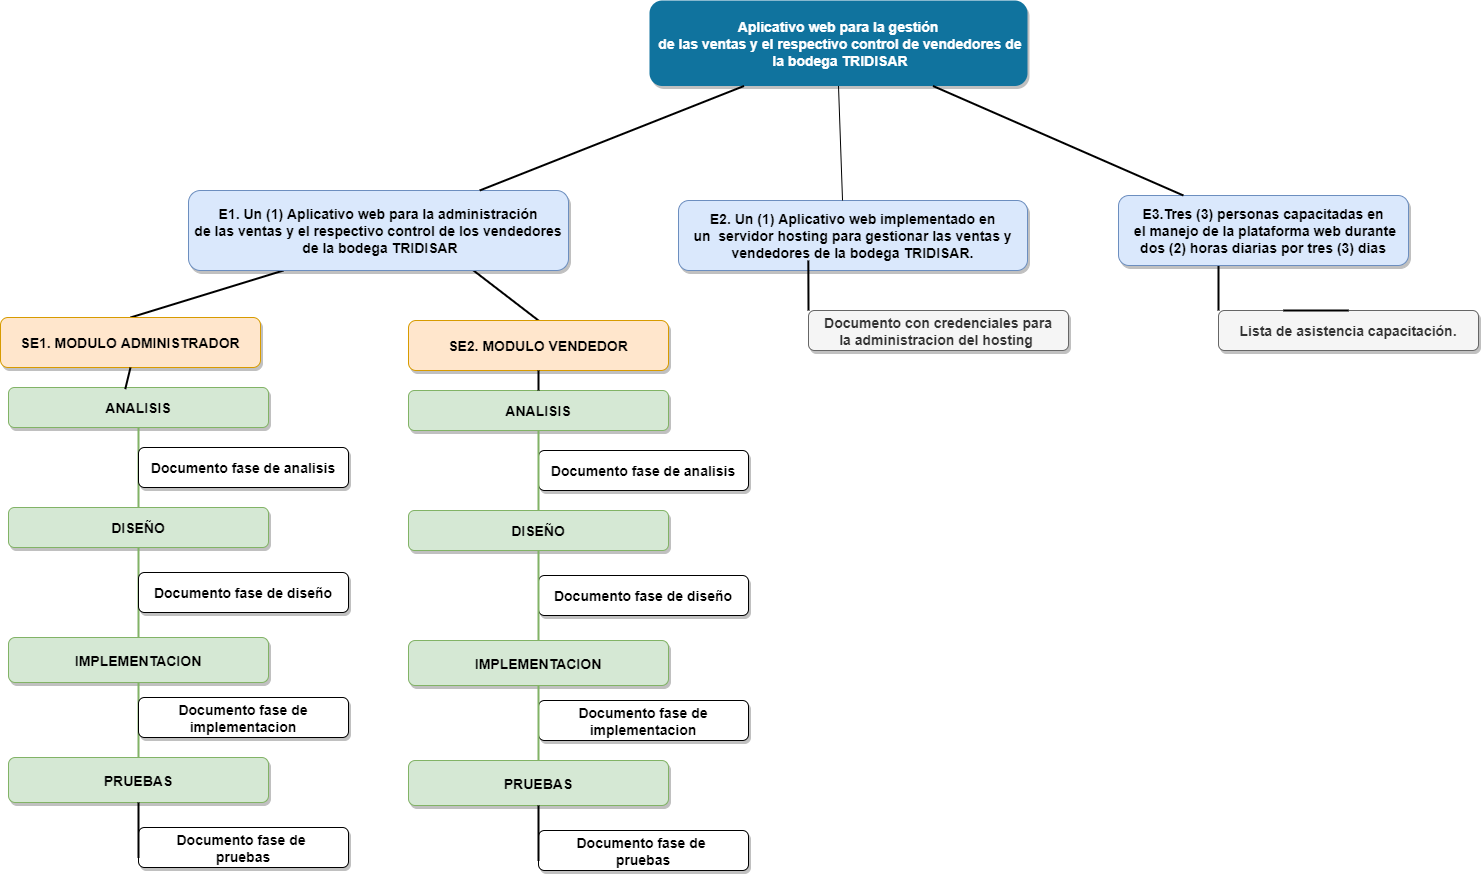 Aplicativo web para la gestión
de las ventas y el respectivo control de vendedores de
la bodega TRIDISAR
E1. Un (1) Aplicativo web para la administración
de las ventas y el respectivo control de los vendedores
de la bodega TRIDISAR
E2. Un (1) Aplicativo web implementado en
un servidor hosting para gestionar las ventas y
vendedores de la bodega TRIDISAR.
E3.Tres (3) personas capacitadas en
el manejo de la plataforma web durante
dos (2) horas diarias por tres (3) dias
Documento con credenciales para
la administracion del hosting
Lista de asistencia capacitación.
SE1. MODULO ADMINISTRADOR
ANALISIS
Documento fase de analisis
DISEÑO
Documento fase de diseño
IMPLEMENTACION
Documento fase de
implementacion
PRUEBAS
Documento fase de
pruebas
SE2. MODULO VENDEDOR
ANALISIS
Documento fase de analisis
DISEÑO
Documento fase de diseño
IMPLEMENTACION
Documento fase de
implementacion
PRUEBAS
Documento fase de
pruebas